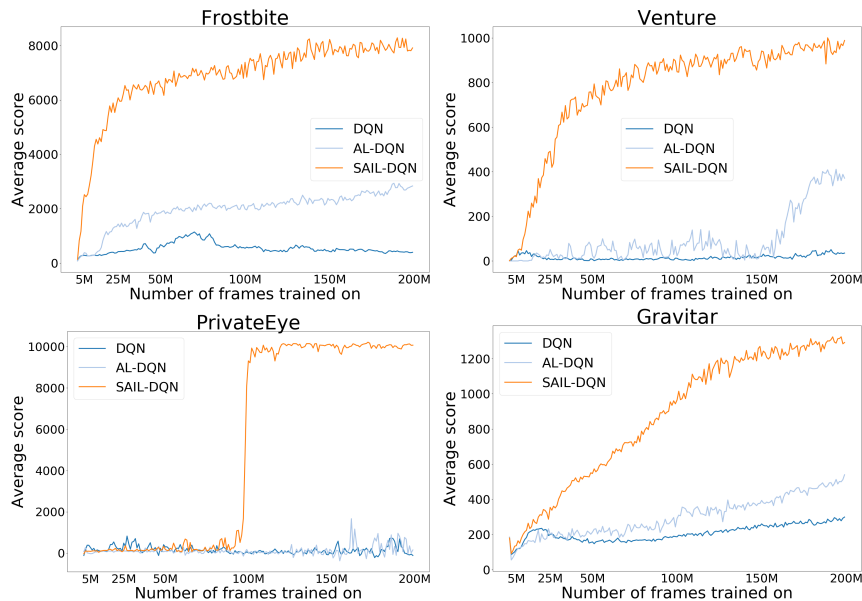 Frostbite
8000
6000
4000
2000
0
Average score
DQN
AL-DQN
SAIL-DQN
5M 25M 50M 100M 150M 200M
Number of frames trained on
Venture
1000
800
600
400
200
0
Average score
DQN
AL-DQN
SAIL-DQN
5M 25M 50M 100M 150M 200M
Number of frames trained on
PrivateEye
10000
8000
6000
4000
2000
0
Average score
DQN
AL-DQN
SAIL-DQN
5M 25M 50M 100M 150M 200M
Number of frames trained on
Gravitar
1200
1000
800
600
400
200
0
Average score
DQN
AL-DQN
SAIL-DQN
5M 25M 50M 100M 150M 200M
Number of frames trained on